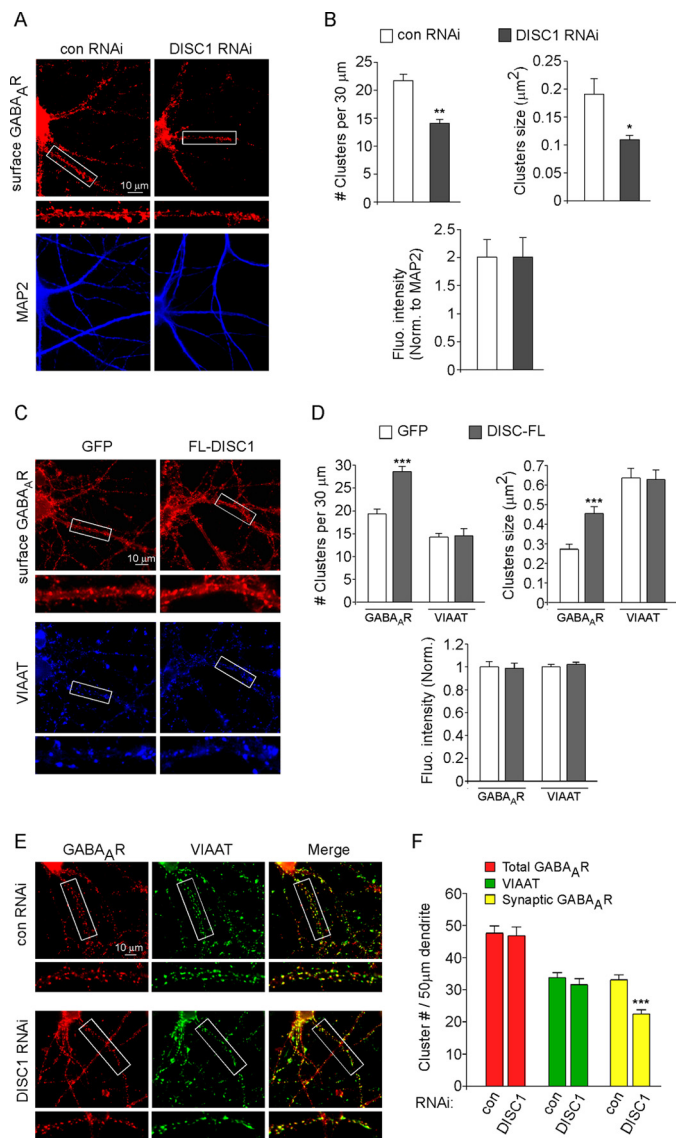 A
con RNAi
DISC1 RNAi
surface GABAAR
10 μm
MAP2
B
con RNAi
DISC1 RNAi
# Clusters per 30 μm
25
20
15
10
5
0
**
Clusters size (μm2)
0.25
0.2
0.15
0.1
0.05
0
*
Fluo. intensity
(Norm. to MAP2)
2.5
2
1.5
1
0.5
0
C
GFP
FL-DISC1
surface GABAAR
10 μm
VIAAT
D
GFP
DISC-FL
# Clusters per 30 μm
30
25
20
15
10
5
0
***
GABAAR
VIAAT
Clusters size (μm2)
0.7
0.6
0.5
0.4
0.3
0.2
0.1
0
***
GABAAR
VIAAT
Fluo. intensity (Norm.)
1.2
1
0.8
0.6
0.4
0.2
0
GABAAR
VIAAT
E
GABAAR
VIAAT
Merge
con RNAi
10 μm
DISC1 RNAi
F
Total GABAAR
VIAAT
Synaptic GABAAR
Cluster # / 50μm dendrite
60
50
40
30
20
10
0
***
RNAi:
con
DISC1
con
DISC1
con
DISC1